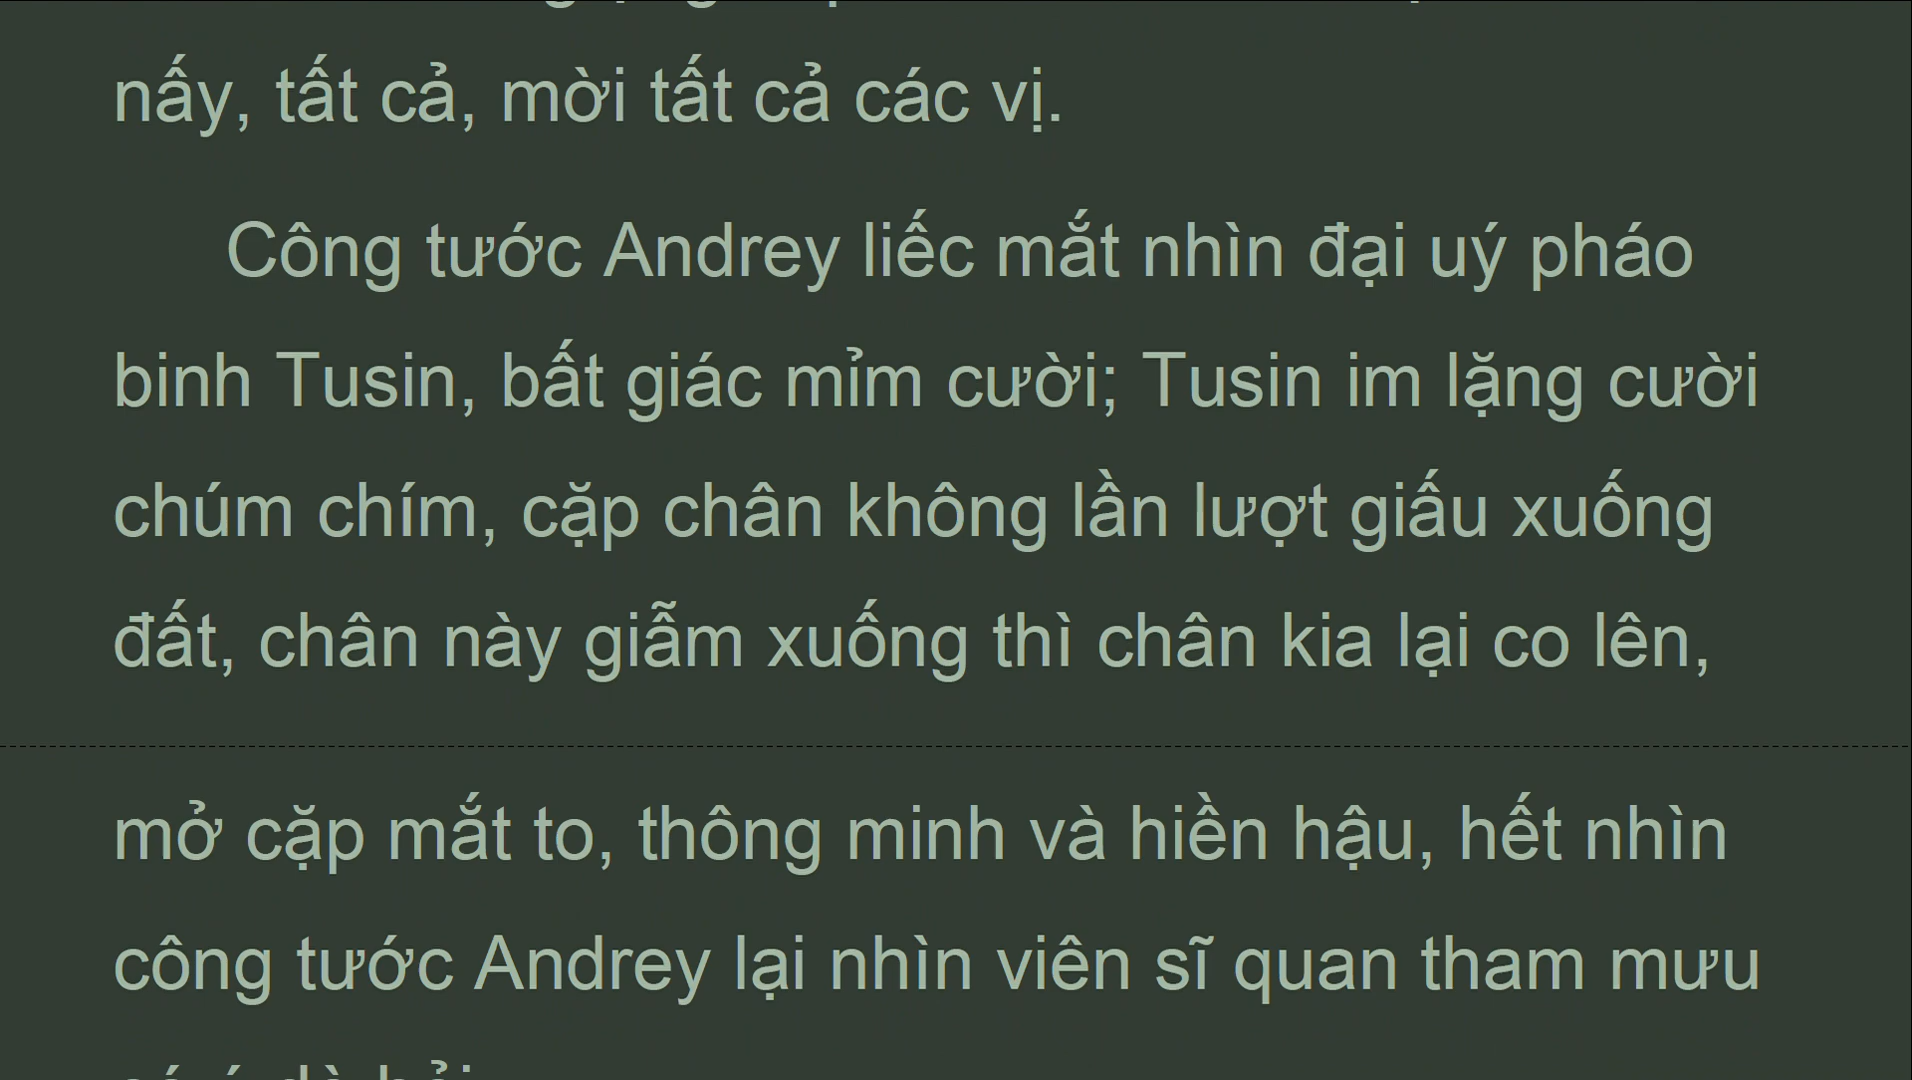 nấy, tất cả, mời tất cả các vị.
Công tước Andrey liếc mắt nhìn đại uý pháo
binh Tusin, bất giác mỉm cười; Tusin im lặng cười
chúm chím, cặp chân không lần lượt giấu xuống
đất, chân này giẫm xuống thì chân kia lại co lên,
mở cặp mắt to, thông minh và hiền hậu, hết nhìn
công tước Andrey lại nhìn viên sĩ quan tham mưu